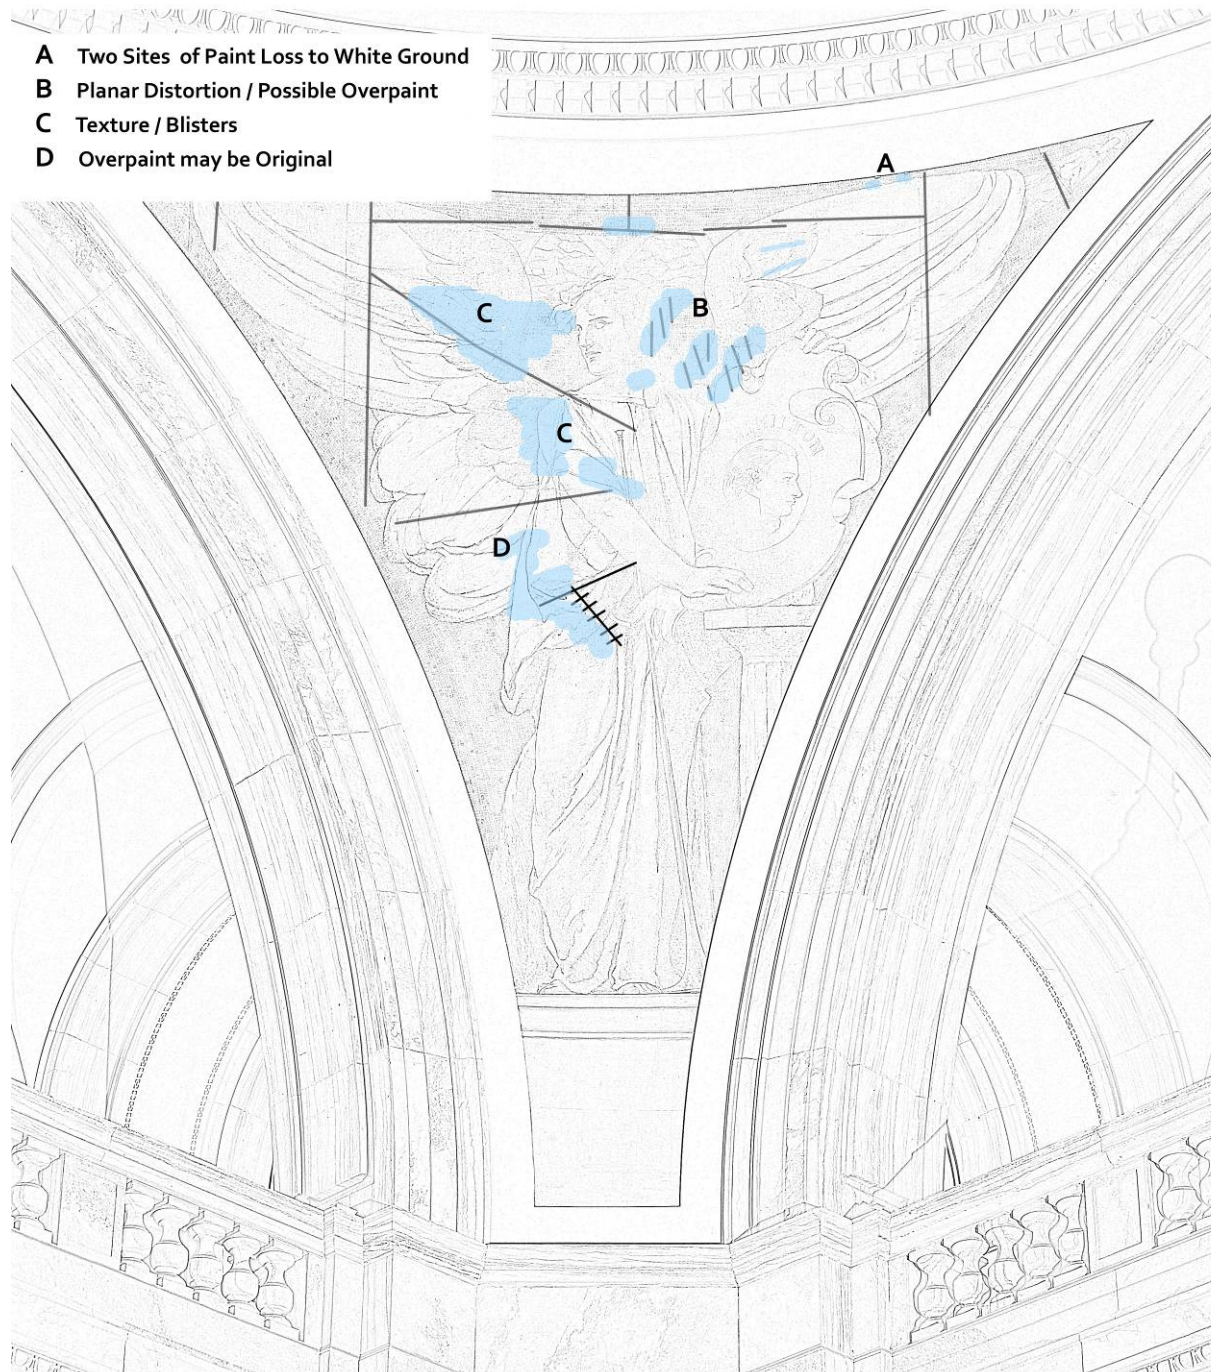 A Two Sites of Paint Loss to White Ground
B Planar Distortion / Possible Overpaint
C Texture / Blisters
D Overpaint may be Original
A
B
C
C
D